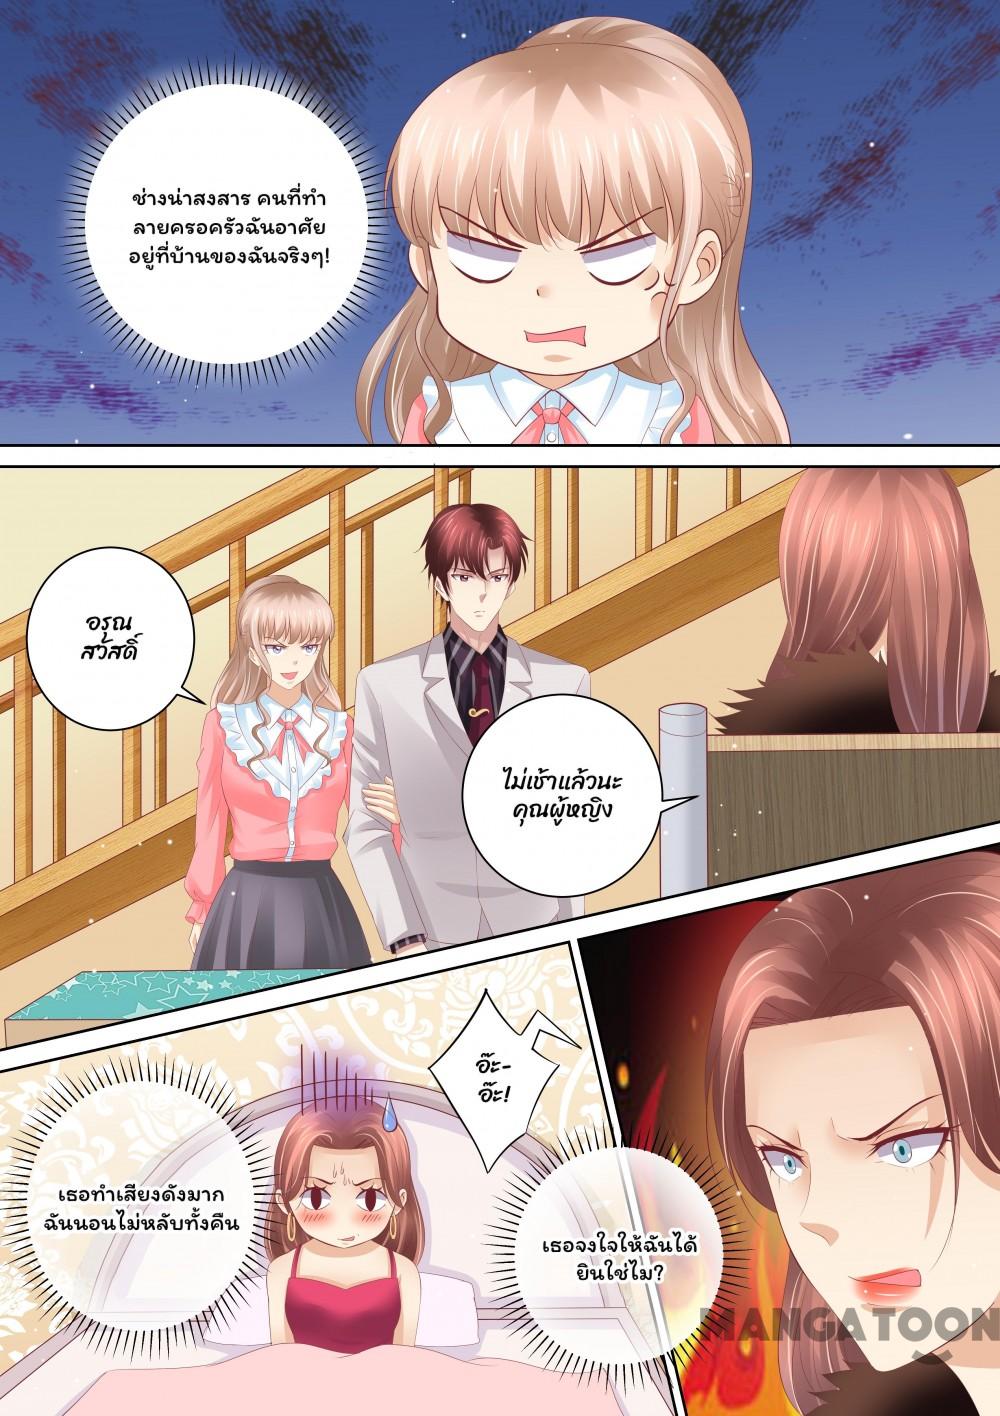 ช่างน่าสงสาร คนที่ทำ
ลายครอครัวฉันอาศัย
อยู่ที่บ้านของฉันจริงๆ!
อรุณ
สวัสดิ์
ไม่เช้าแล้วนะ
คุณผู้หญิง
อ๊ะ-
อ๊ะ!
เธอทำเสียงดังมาก
ฉันนอนไม่หลับทั้งคืน
เธอจงใจให้ฉันได้
ยินใช่ไม?
MANGATOON